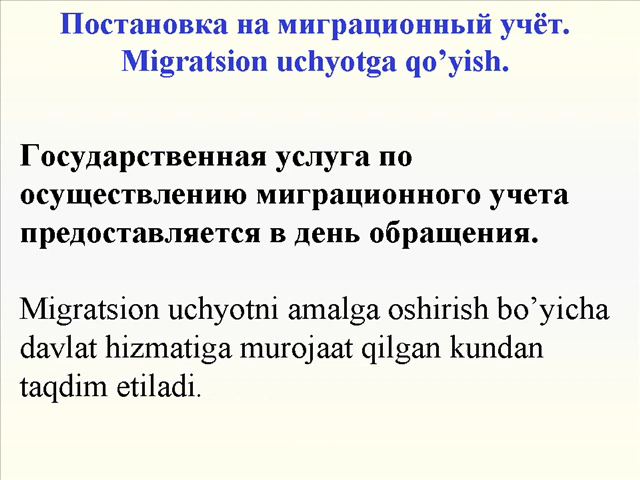 Постановка на миграционный учёт.
Migratsion uchyotga qo’yish.
Государственная услуга по
осуществлению миграционного учета
предоставляется в день обращения.
Migratsion uchyotni amalga oshirish bo’yicha
davlat hizmatiga murojaat qilgan kundan
taqdim etiladi.